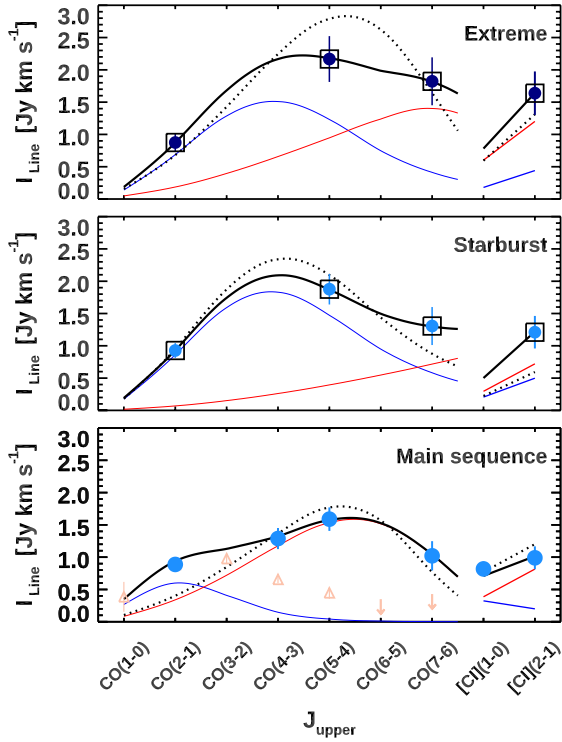 3.0
2.5
2.0
1.5
1.0
0.5
0.0
I Line [Jy km s-1]
Extreme
3.0
2.5
2.0
1.5
1.0
0.5
0.0
I Line [Jy km s-1]
Starburst
3.0
2.5
2.0
1.5
1.0
0.5
0.0
I Line [Jy km s-1]
Main sequence
CO(1-0)
CO(2-1)
CO(3-2)
CO(4-3)
CO(5-4)
CO(6-5)
CO(7-6)
[CI](1-0)
[CI](2-1)
J upper